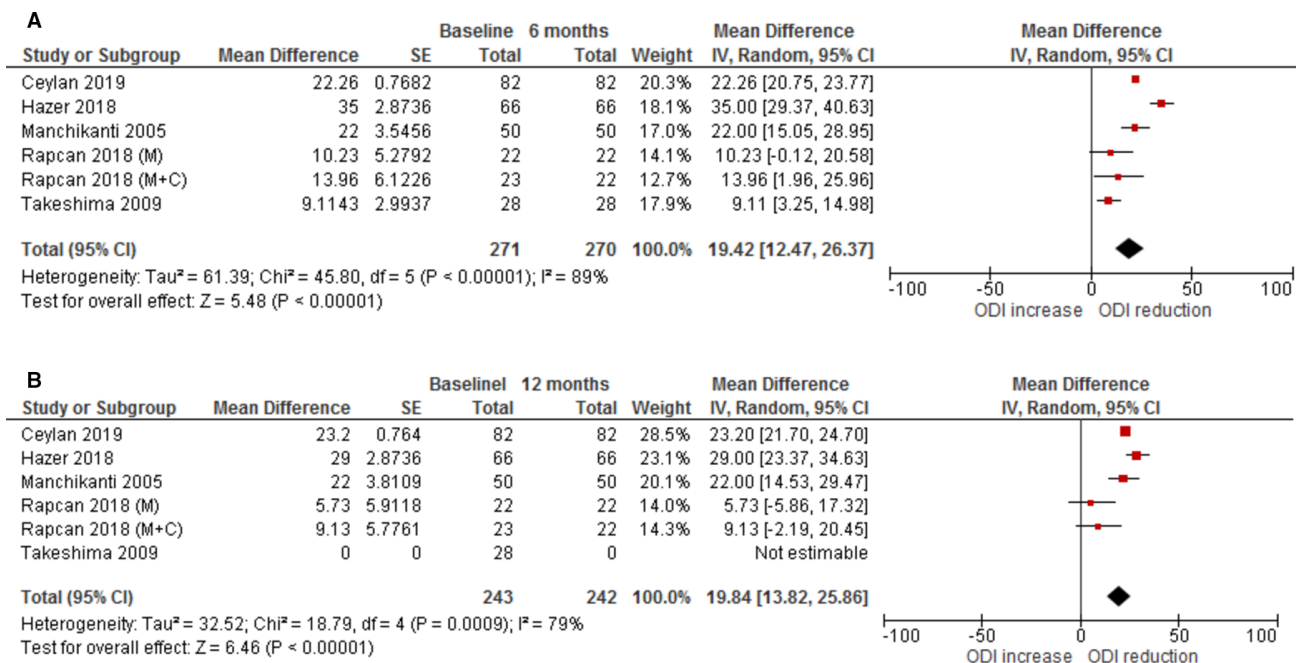 A
Baseline 6 months Mean Difference Mean Difference
Study or Subgroup Mean Difference SE Total Total Weight IV, Random, 95% CI IV, Random, 95% CI
Ceylan 2019 22.26 0.7682 82 82 20.3% 22.26 [20.75, 23.77]
Hazer 2018 35 2.8736 66 66 18.1% 35.00 [29.37, 40.63]
Manchikanti 2005 22 3.5456 50 50 17.0% 22.00 [15.05, 28.95]
Rapcan 2018 (M) 10.23 5.2792 22 22 14.1% 10.23 [-0.12, 20.58]
Rapcan 2018 (M+C) 13.96 6.1226 23 22 12.7% 13.96 [1.96, 25.96]
Takeshima 2009 9.1143 2.9937 28 28 17.9% 9.11 [3.25, 14.98]
Total (95% CI) 271 270 100.0% 19.42 [12.47, 26.37]
Heterogeneity: Tau² = 61.39; Chi² = 45.80, df = 5 (P < 0.00001); I² = 89%
Test for overall effect: Z = 5.48 (P < 0.00001)
-100 -50 0 50 100
ODI increase ODI reduction
B
Baselinel 12 months Mean Difference Mean Difference
Study or Subgroup Mean Difference SE Total Total Weight IV, Random, 95% CI IV, Random, 95% CI
Ceylan 2019 23.2 0.764 82 82 28.5% 23.20 [21.70, 24.70]
Hazer 2018 29 2.8736 66 66 23.1% 29.00 [23.37, 34.63]
Manchikanti 2005 22 3.8109 50 50 20.1% 22.00 [14.53, 29.47]
Rapcan 2018 (M) 5.73 5.9118 22 22 14.0% 5.73 [-5.86, 17.32]
Rapcan 2018 (M+C) 9.13 5.7761 23 22 14.3% 9.13 [-2.19, 20.45]
Takeshima 2009 0 0 28 0 Not estimable
Total (95% CI) 243 242 100.0% 19.84 [13.82, 25.86]
Heterogeneity: Tau² = 32.52; Chi² = 18.79, df = 4 (P = 0.0009); I² = 79%
Test for overall effect: Z = 6.46 (P < 0.00001)
-100 -50 0 50 100
ODI increase ODI reduction